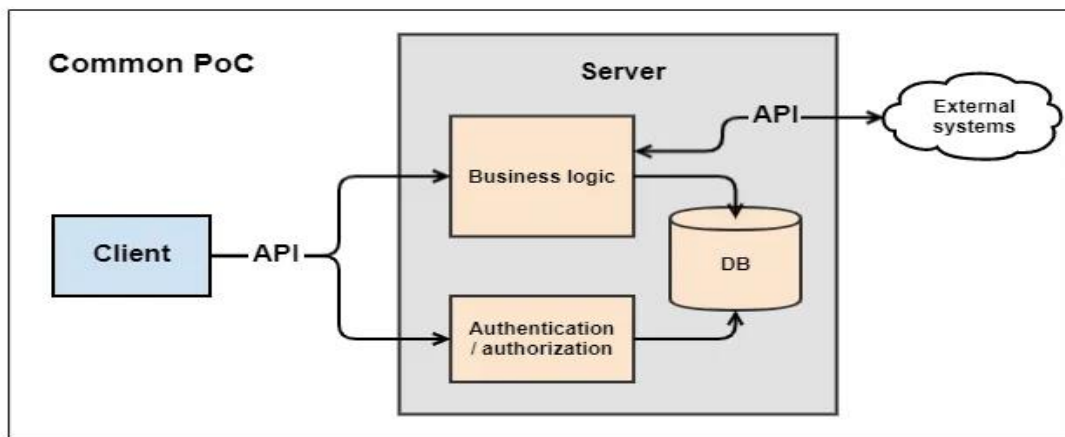 Common PoC
Server
API
External
systems
Business logic
Client
API
DB
Authentication
/ authorization